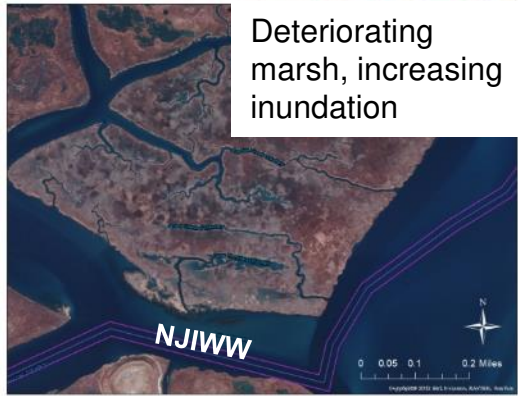 Deteriorating
marsh, increasing
inundation
NJIWW
N
0 0.05 0.1 0.2 Miles